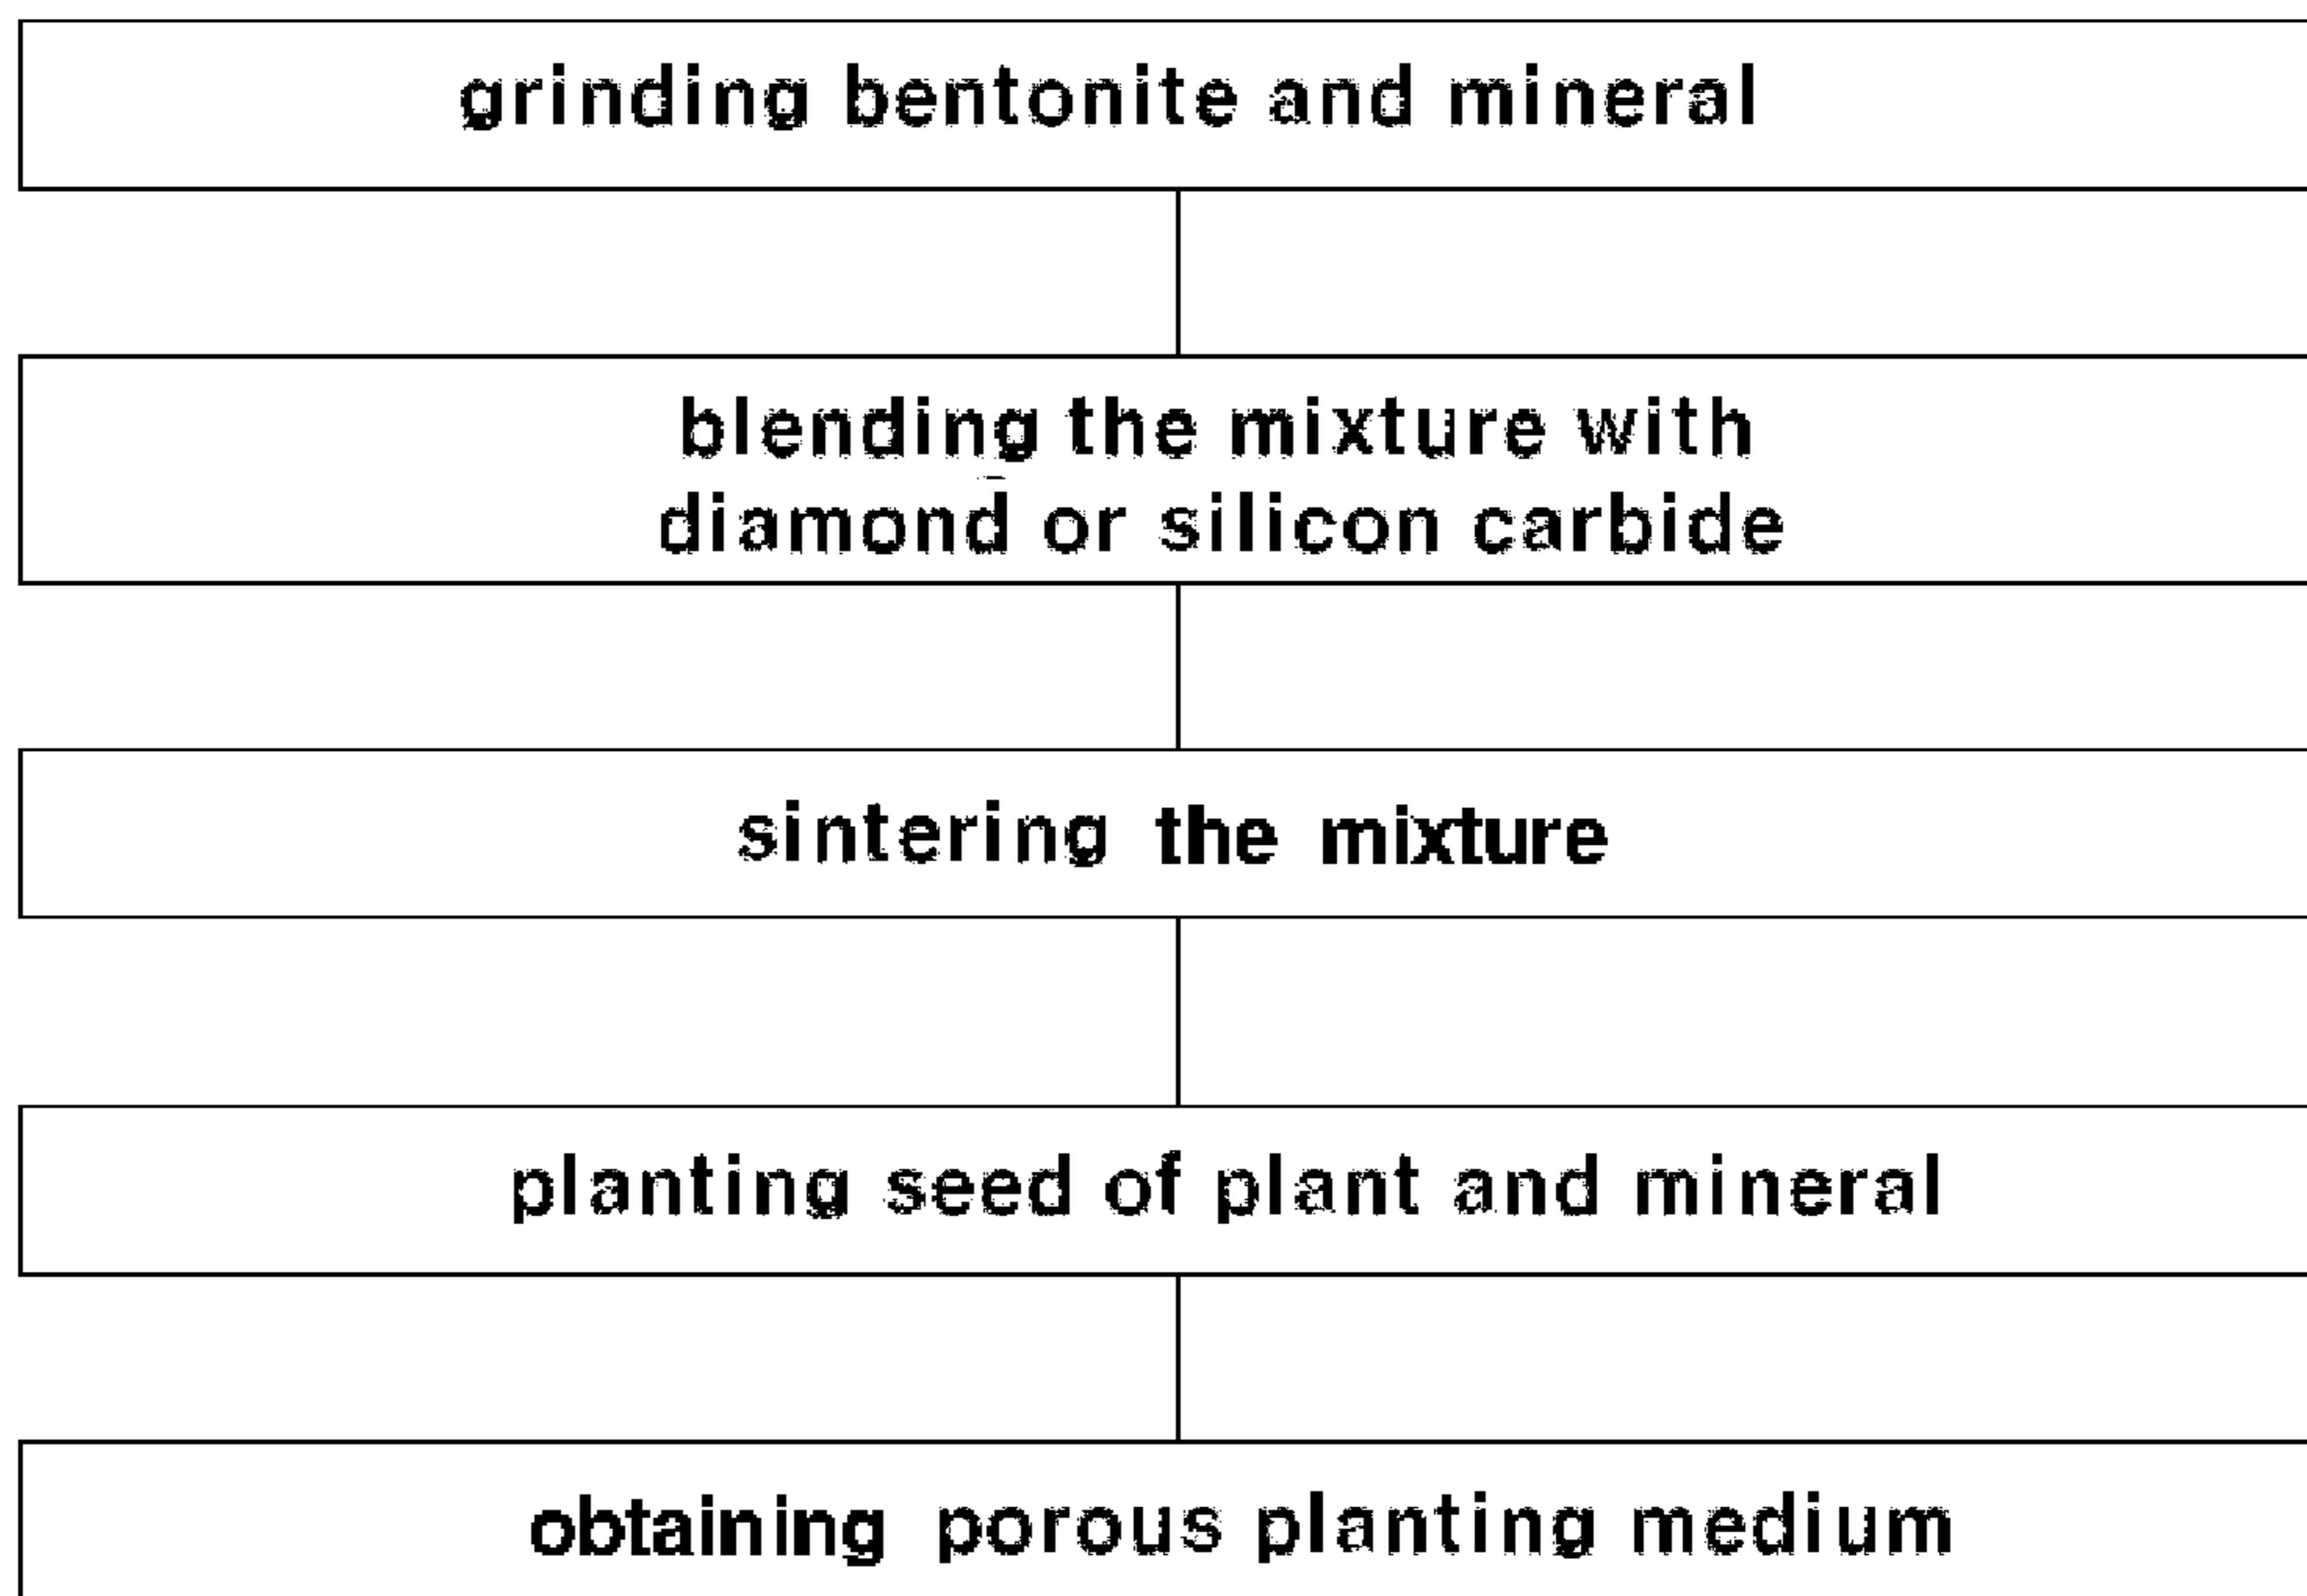 grinding bentonite and mineral
blending the mixture with
diamond or silicon carbide
sintering the mixture
planting seed of plant and mineral
obtaining porous planting medium